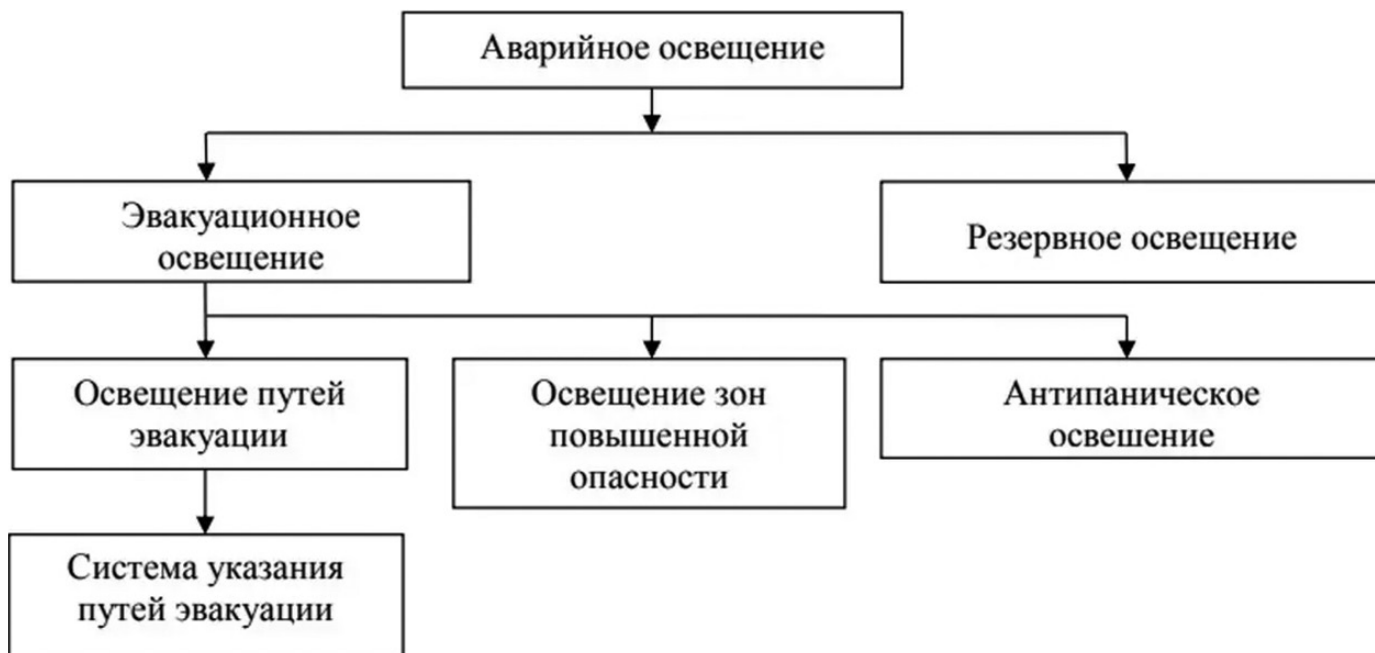 Аварийное освещение
Эвакуационное
освещение
Резервное освещение
Освещение путей
эвакуации
Освещение зон
повышенной
опасности
Антипаническое
освешение
Система указания
путей эвакуации